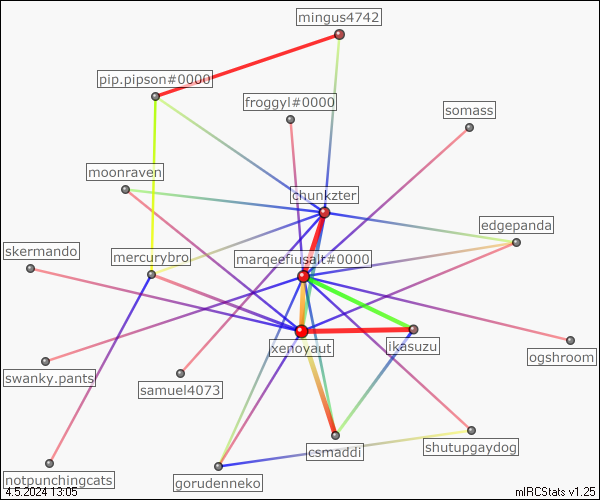 mingus4742
pip.pipson#0000
froggyl#0000
somass
moonraven
chunkzter
edgepanda
skermando
mercurybro
marqeefiusalt#0000
xenoyaut
ikasuzu
ogshroom
swanky.pants
samuel4073
csmaddi
shutupgaydog
notpunchingcats
gorudenneko
4.5.2024 13:05
mIRCStats v1.25